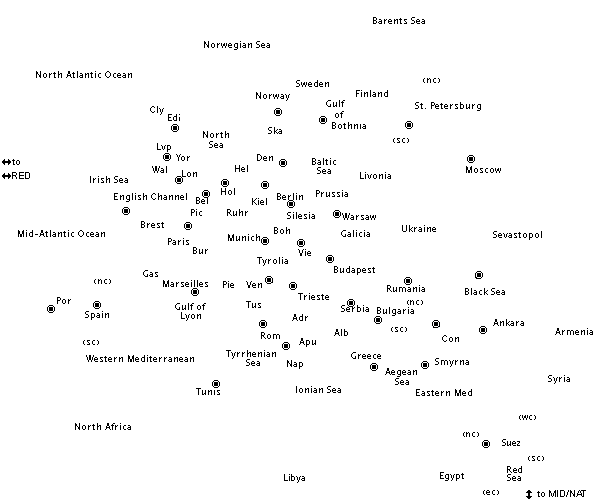 Barents Sea
Norwegian Sea
North Atlantic Ocean
Sweden
(nc)
Finland
Norway
Gulf
of
Bothnia
St. Petersburg
Cly
Edi
Ska
North
Sea
(sc)
Lvp
Yor
Den
Baltic
Sea
↔to
↔RED
Wal
Lon
Hel
Livonia
Moscow
Irish Sea
English Channel
Bel
Hol
Kiel
Berlin
Prussia
Pic
Ruhr
Silesia
Warsaw
Brest
Boh
Galicia
Ukraine
Sevastopol
Mid-Atlantic Ocean
Paris
Munich
Bur
Vie
Tyrolia
Budapest
Gas
(nc)
Marseilles
Pie
Ven
Trieste
Rumania
Black Sea
Por
Spain
Gulf of
Lyon
Tus
Serbia
(nc)
Bulgaria
Adr
(sc)
Ankara
Armenia
(sc)
Rom
Apu
Alb
Con
Western Mediterranean
Tyrrhenian
Sea
Nap
Greece
Smyrna
Aegean
Sea
Tunis
Ionian Sea
Eastern Med
Syria
(wc)
North Africa
(nc)
Suez
(sc)
Libya
Egypt
Red
Sea
(ec)
↕ to MID/NAT